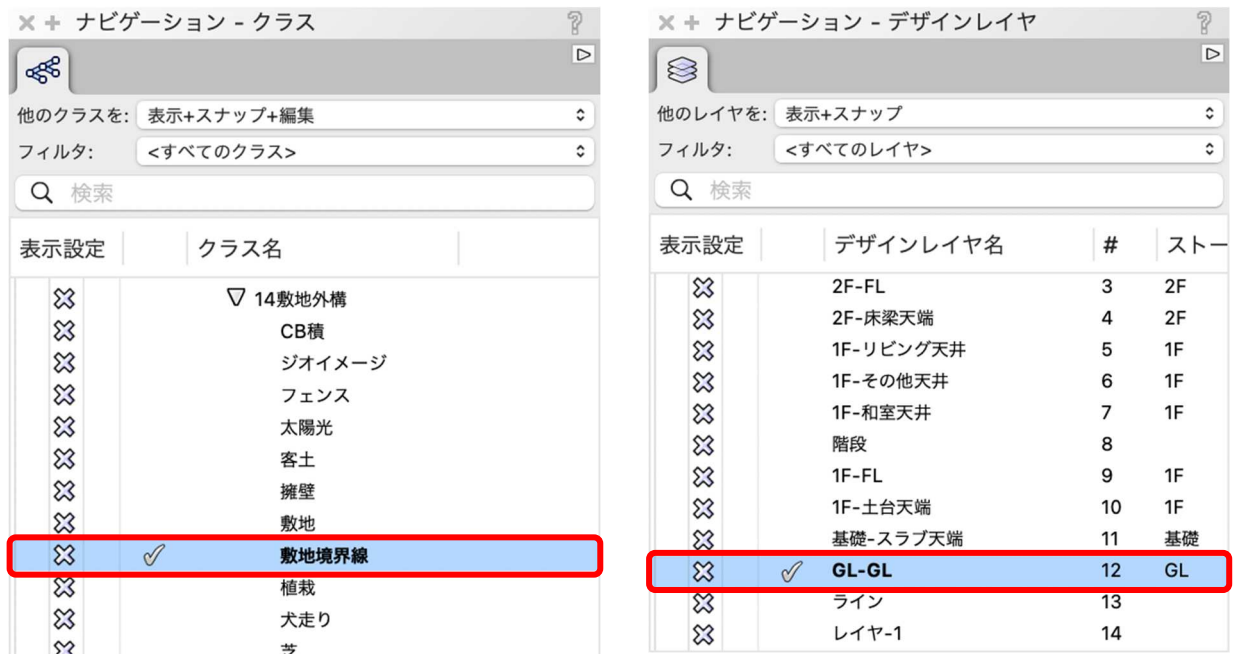 ナビゲーション - クラス
他のクラスを: 表示+スナップ+編集
フィルタ: <すべてのクラス>
検索
表示設定 クラス名
14敷地外構
CB積
ジオイメージ
フェンス
太陽光
客土
擁壁
敷地
敷地境界線
植栽
犬走り
芝
ナビゲーション - デザインレイヤ
他のレイヤを: 表示+スナップ
フィルタ: <すべてのレイヤ>
検索
表示設定 デザインレイヤ名 # ストー
2F-FL 3 2F
2F-床梁天端 4 2F
1F-リビング天井 5 1F
1F-その他天井 6 1F
1F-和室天井 7 1F
階段 8
1F-FL 9 1F
1F-土台天端 10 1F
基礎-スラブ天端 11 基礎
GL-GL 12 GL
ライン 13
レイヤ-1 14